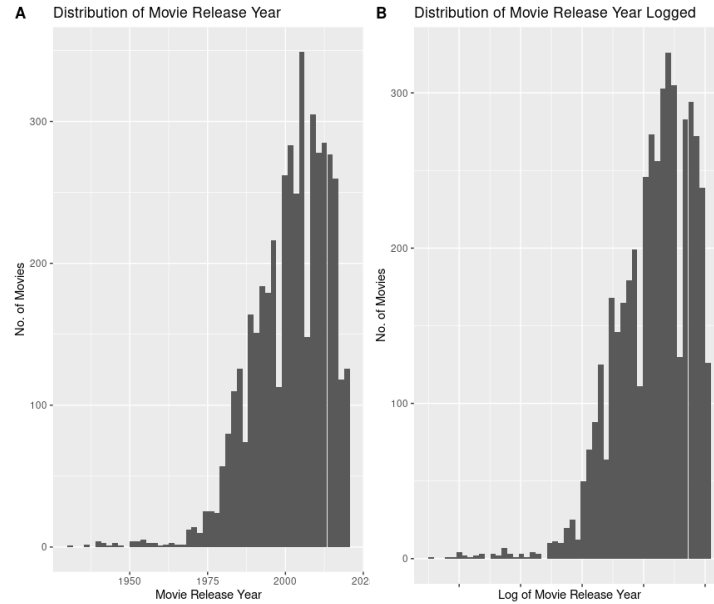 A Distribution of Movie Release Year
300
200
100
0
No. of Movies
1950 1975 2000 202
Movie Release Year
B Distribution of Movie Release Year Logged
300
200
100
0
No. of Movies
Log of Movie Release Year